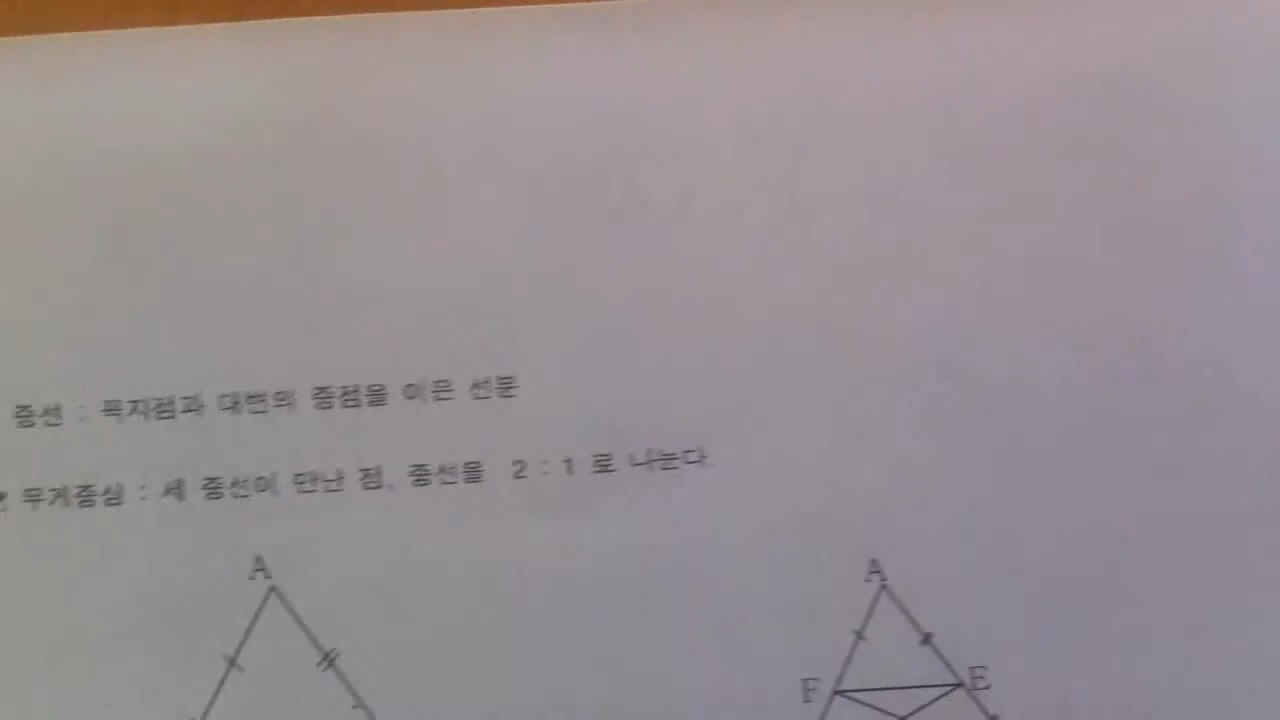 중선 : 꼭지점과 대변의 중점을 이은 선분
무게중심 : 세 중선이 만난 점, 중선을 2 : 1 로 나눈다.
A A
F E